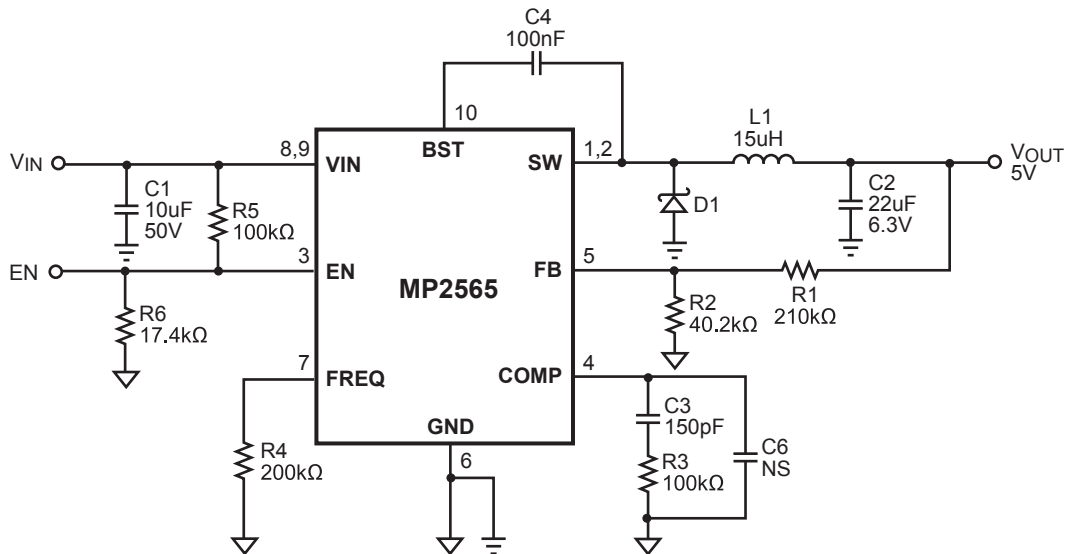 C4
100nF
10
BST
L1
15uH
VIN
8,9
VIN
SW
1,2
VOUT
5V
C1
10uF
50V
R5
100kΩ
D1
C2
22uF
6.3V
EN
3
EN
MP2565
FB
5
R1
210kΩ
R2
40.2kΩ
R6
17.4kΩ
7
FREQ
COMP
4
GND
6
R4
200kΩ
C3
150pF
R3
100kΩ
C6
NS